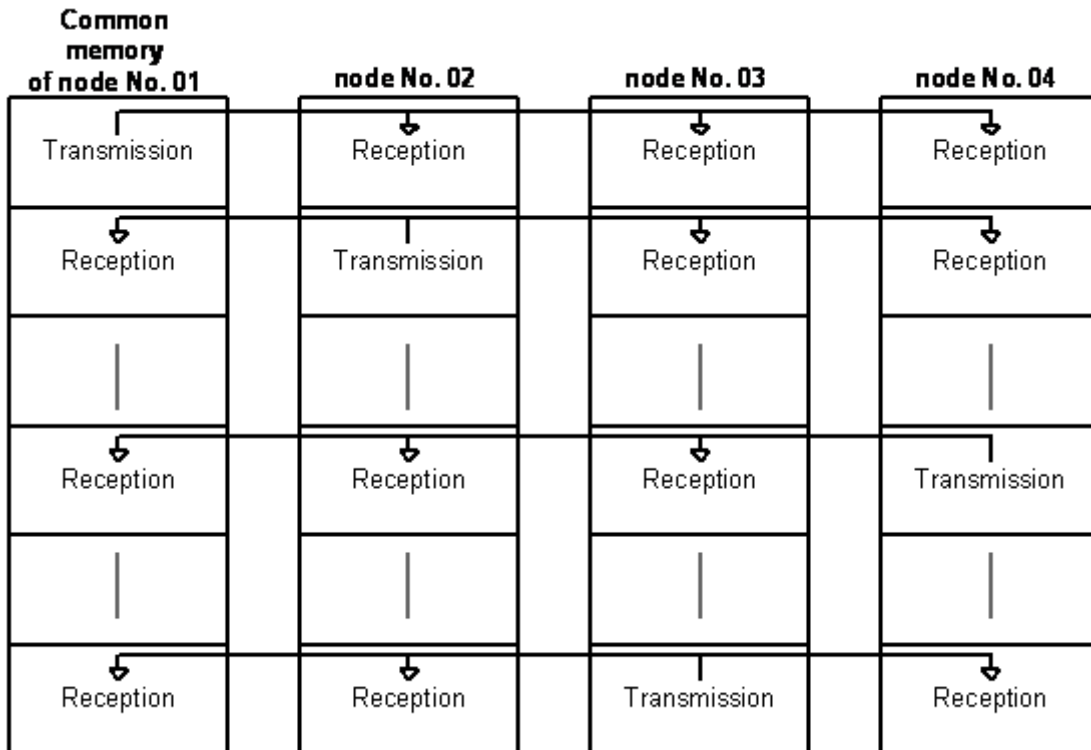 Common
memory
of node No. 01
node No. 02
node No. 03
node No. 04
Transmission
Reception
Reception
Reception
Reception
Transmission
Reception
Reception
Reception
Reception
Reception
Transmission
Reception
Reception
Transmission
Reception